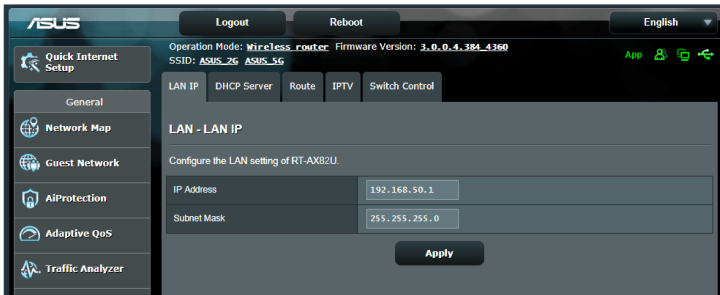 ASUS
Logout
Reboot
English
Quick Internet
Setup
Operation Mode: Wireless router Firmware Version: 3.0.0.4.384_4360
SSID: ASUS_2G ASUS_5G
App
LAN IP
DHCP Server
Route
IPTV
Switch Control
General
Network Map
Guest Network
AiProtection
Adaptive QoS
Traffic Analyzer
LAN - LAN IP
Configure the LAN setting of RT-AX82U.
IP Address
192.168.50.1
Subnet Mask
255.255.255.0
Apply